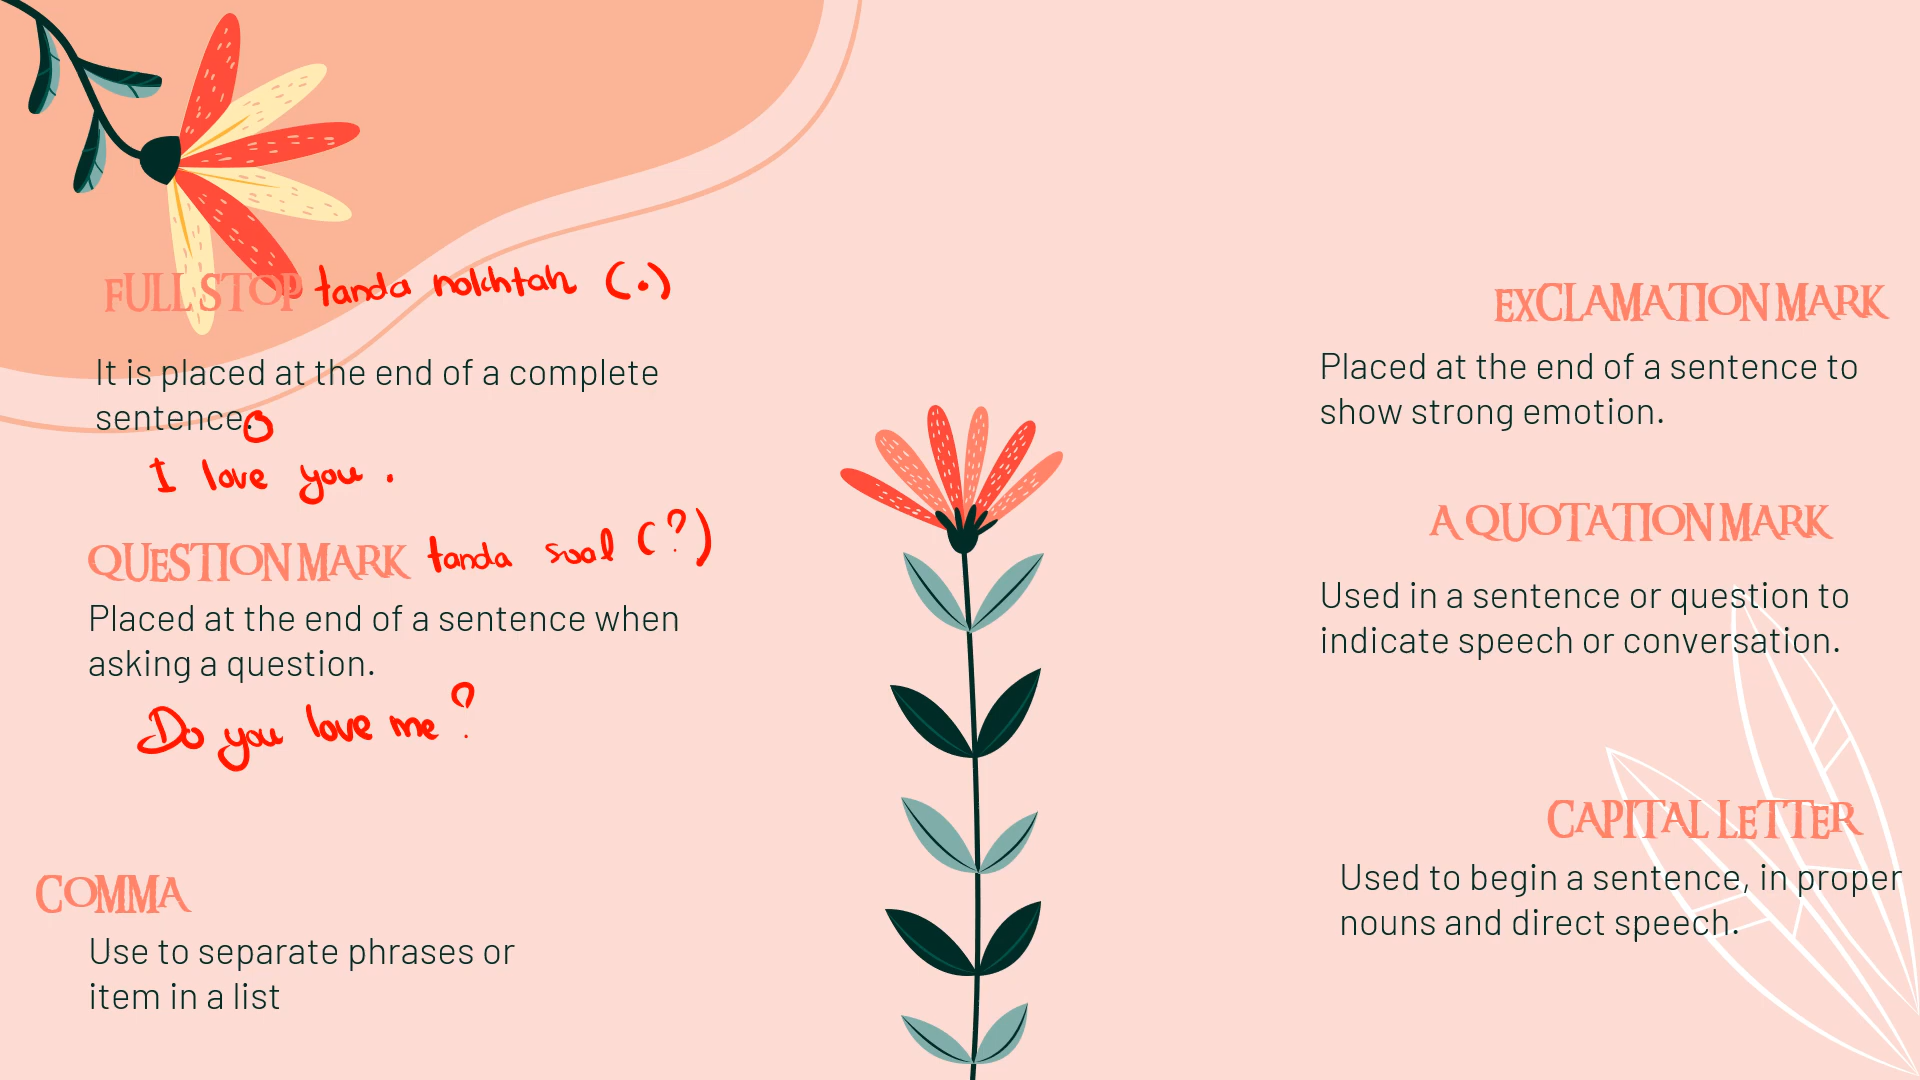 FULL STOP tanda nokhtah (.)
It is placed at the end of a complete
sentence.
I love you .
QUESTION MARK tanda soal (?)
Placed at the end of a sentence when
asking a question.
Do you love me ?
COMMA
Use to separate phrases or
item in a list
EXCLAMATION MARK
Placed at the end of a sentence to
show strong emotion.
A QUOTATION MARK
Used in a sentence or question to
indicate speech or conversation.
CAPITAL LETTER
Used to begin a sentence, in proper
nouns and direct speech.